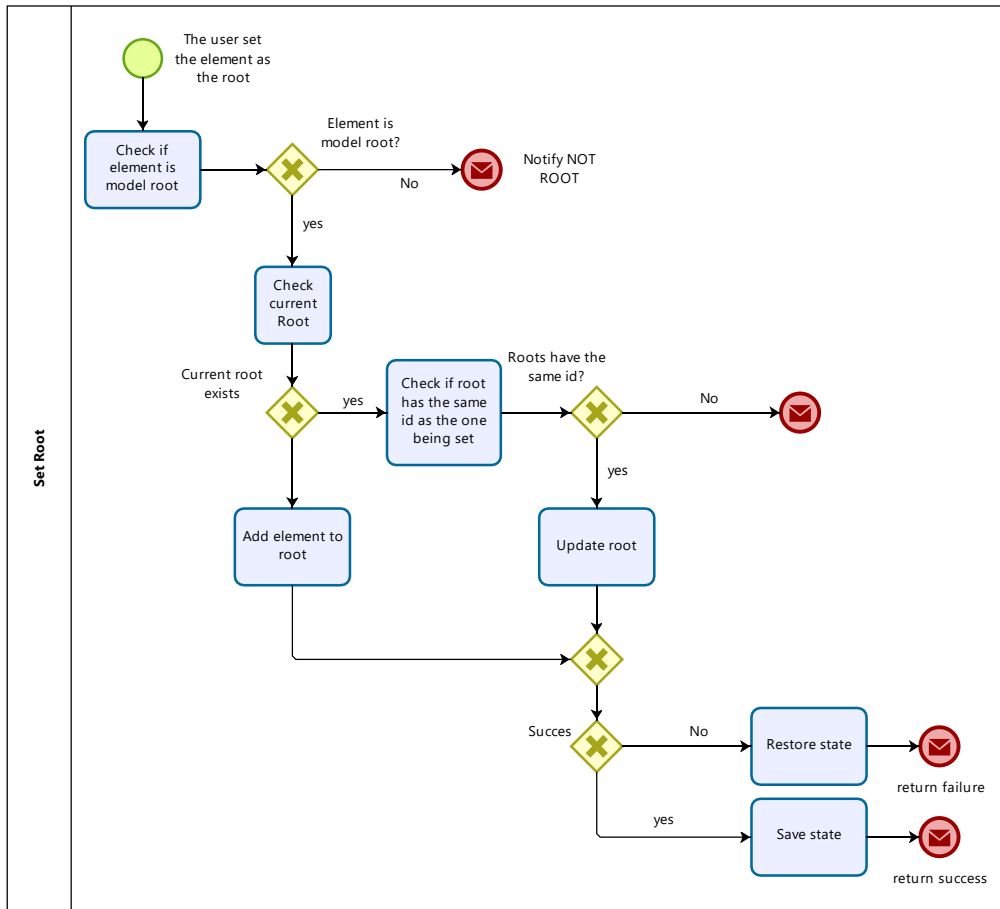 Set Root
The user set
the element as
the root
Check if
element is
model root
Element is
model root?
No
Notify NOT
ROOT
yes
Check
current
Root
Current root
exists
yes
Check if root
has the same
id as the one
being set
Roots have the
same id?
No
yes
Add element to
root
Update root
Succes
No
Restore state
return failure
yes
Save state
return success